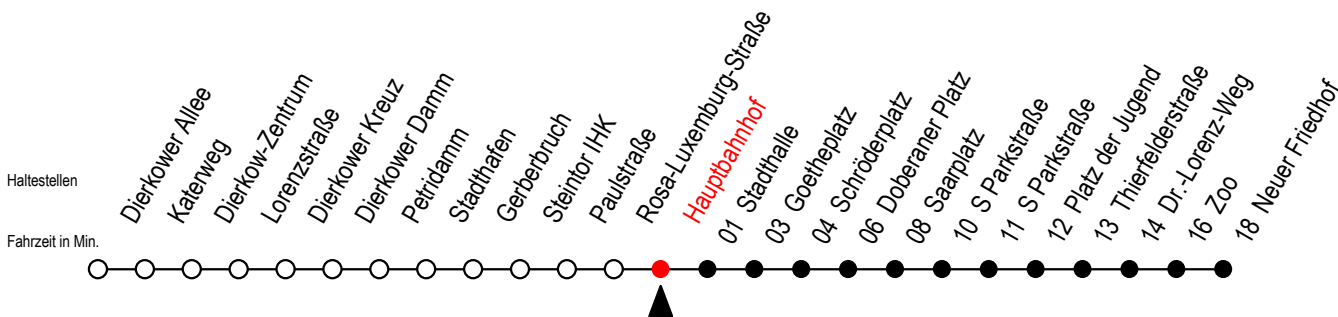 Haltestellen
Fahrzeit in Min.
Dierkower Allee
Katerweg
Dierkow-Zentrum
Lorenzstraße
Dierkower Kreuz
Dierkower Damm
Petridamm
Stadthafen
Gerberbruch
Steintor IHK
Paulstraße
Rosa-Luxemburg-Straße
Hauptbahnhof
01 Stadthalle
03 Goetheplatz
04 Schröderplatz
06 Doberaner Platz
08 Saarplatz
10 S Parkstraße
11 S Parkstraße
12 Platz der Jugend
13 Thierfelderstraße
14 Dr.-Lorenz-Weg
16 Zoo
18 Neuer Friedhof